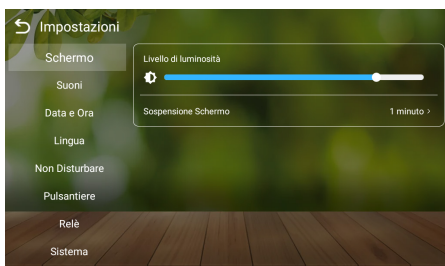 Impostazioni
Schermo
Suoni
Data e Ora
Lingua
Non Disturbare
Pulsantiere
Relè
Sistema
Livello di luminosità
Sospensione Schermo
1 minuto >